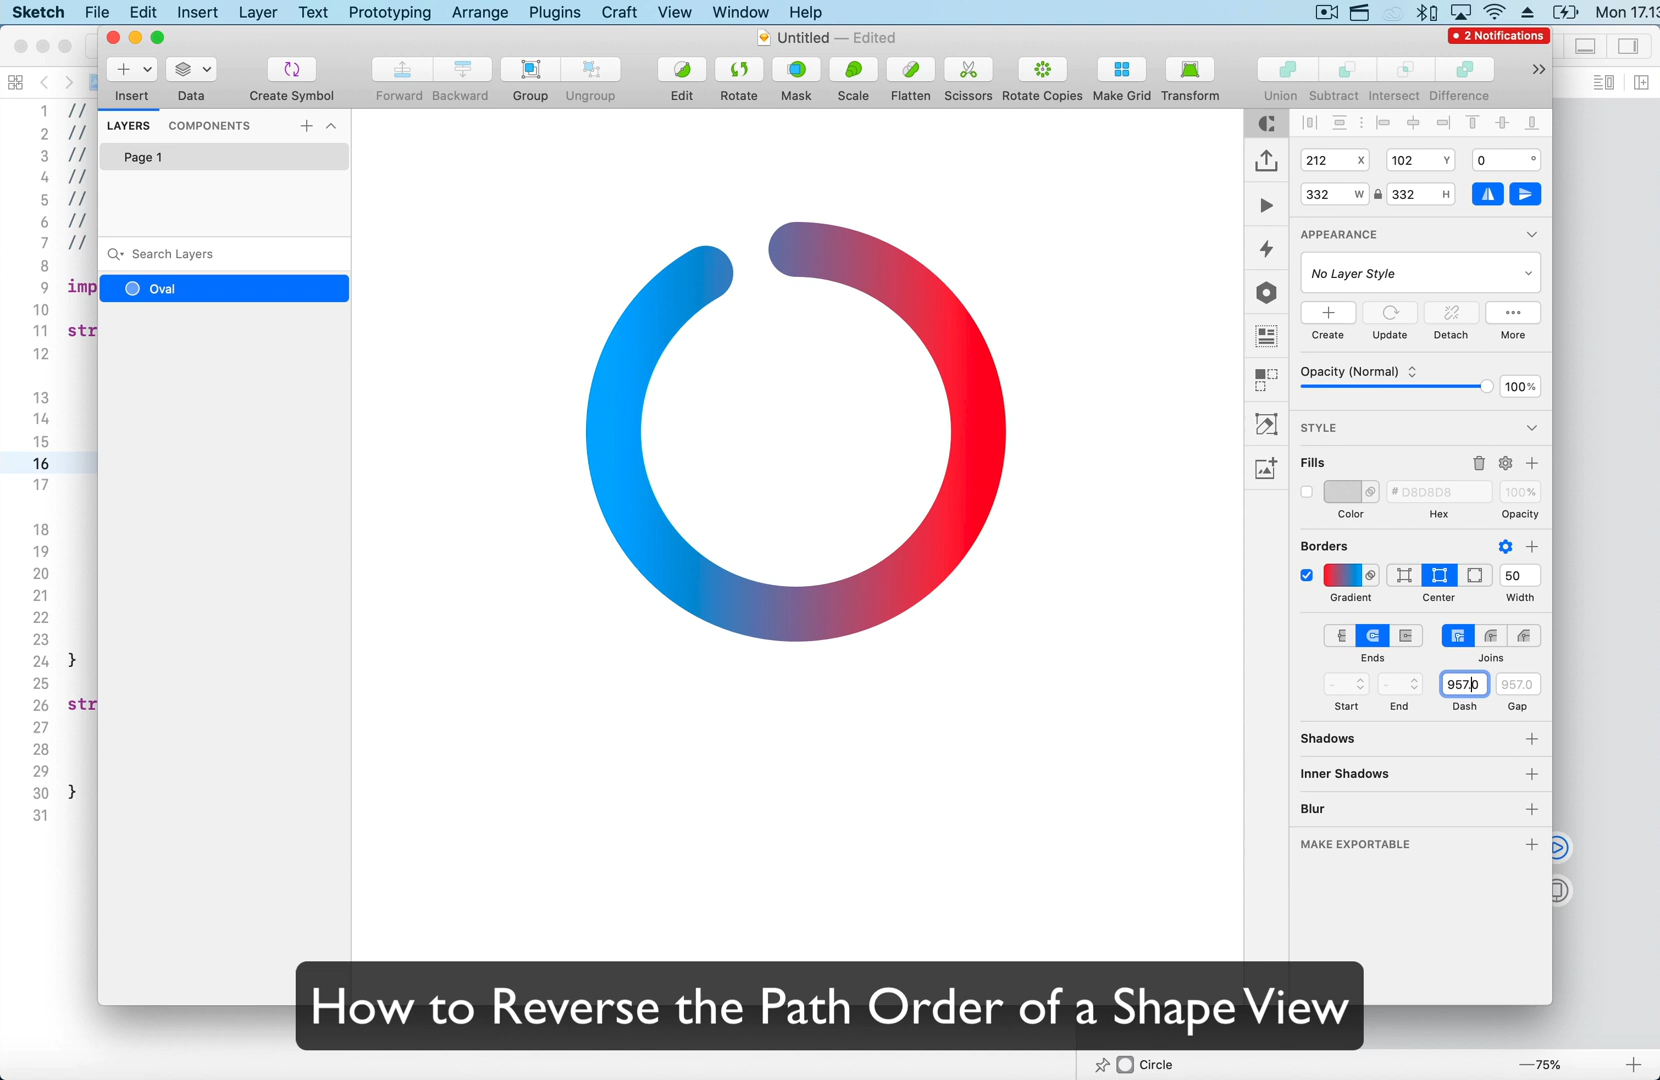 Sketch File Edit Insert Layer Text Prototyping Arrange Plugins Craft View Window Help Mon 17.13
Untitled — Edited
2 Notifications
Insert Data Create Symbol Forward Backward Group Ungroup Edit Rotate Mask Scale Flatten Scissors Rotate Copies Make Grid Transform Union Subtract Intersect Difference
LAYERS COMPONENTS
Page 1
Search Layers
Oval
1 //
2 //
3 //
4 //
5 //
6 //
7 //
8
9 imp
10
11 str
12
13
14
15
16
17
18
19
20
21
22
23
24 }
25
26 str
27
28
29
30 }
31
212 X 102 Y 0 °
332 W 332 H
APPEARANCE
No Layer Style
Create Update Detach More
Opacity (Normal)
100%
STYLE
Fills
# D8D8D8 100%
Color Hex Opacity
Borders
50
Gradient Center Width
Ends Joins
- - 957.0 957.0
Start End Dash Gap
Shadows
Inner Shadows
Blur
MAKE EXPORTABLE
How to Reverse the Path Order of a Shape View
Circle
75%